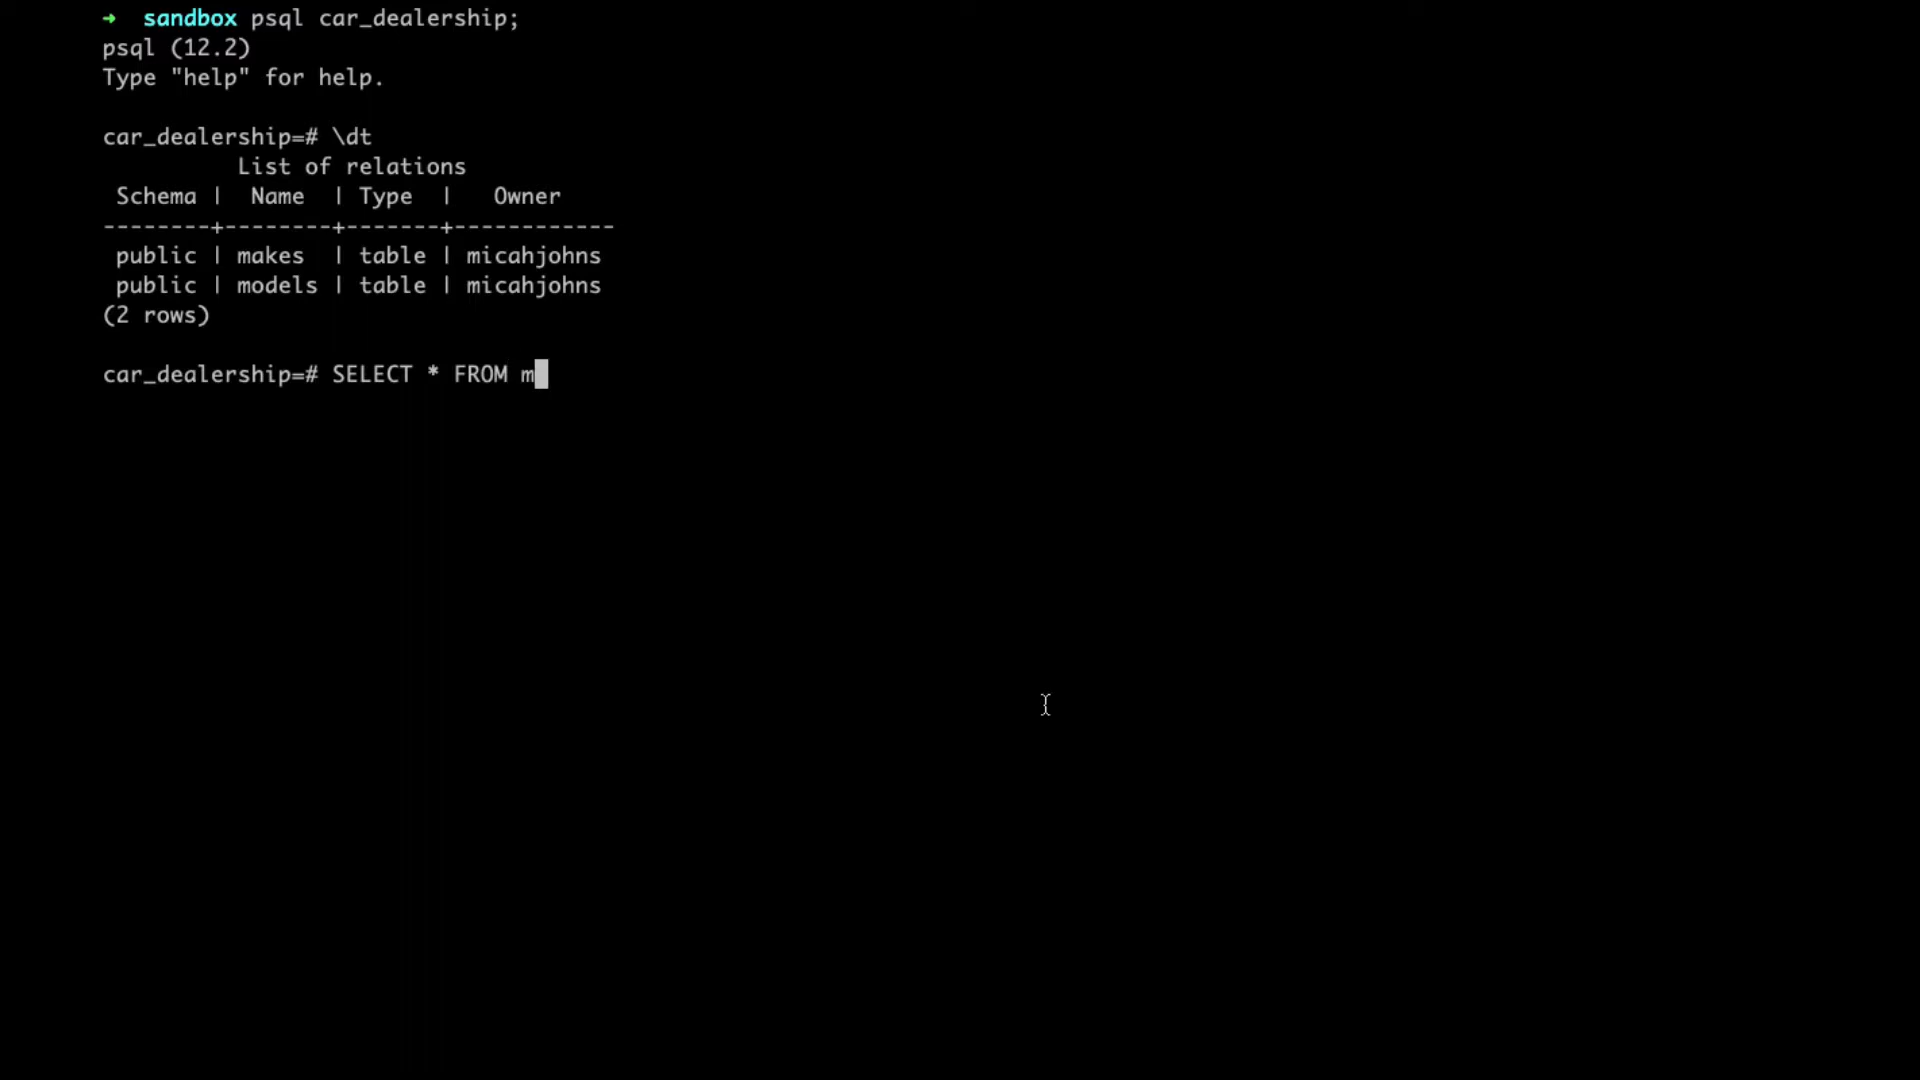 ➜  sandbox psql car_dealership;
psql (12.2)
Type "help" for help.
car_dealership=# \dt
List of relations
Schema |  Name  | Type  |   Owner
--------+--------+-------+------------
public | makes  | table | micahjohns
public | models | table | micahjohns
(2 rows)
car_dealership=# SELECT * FROM m